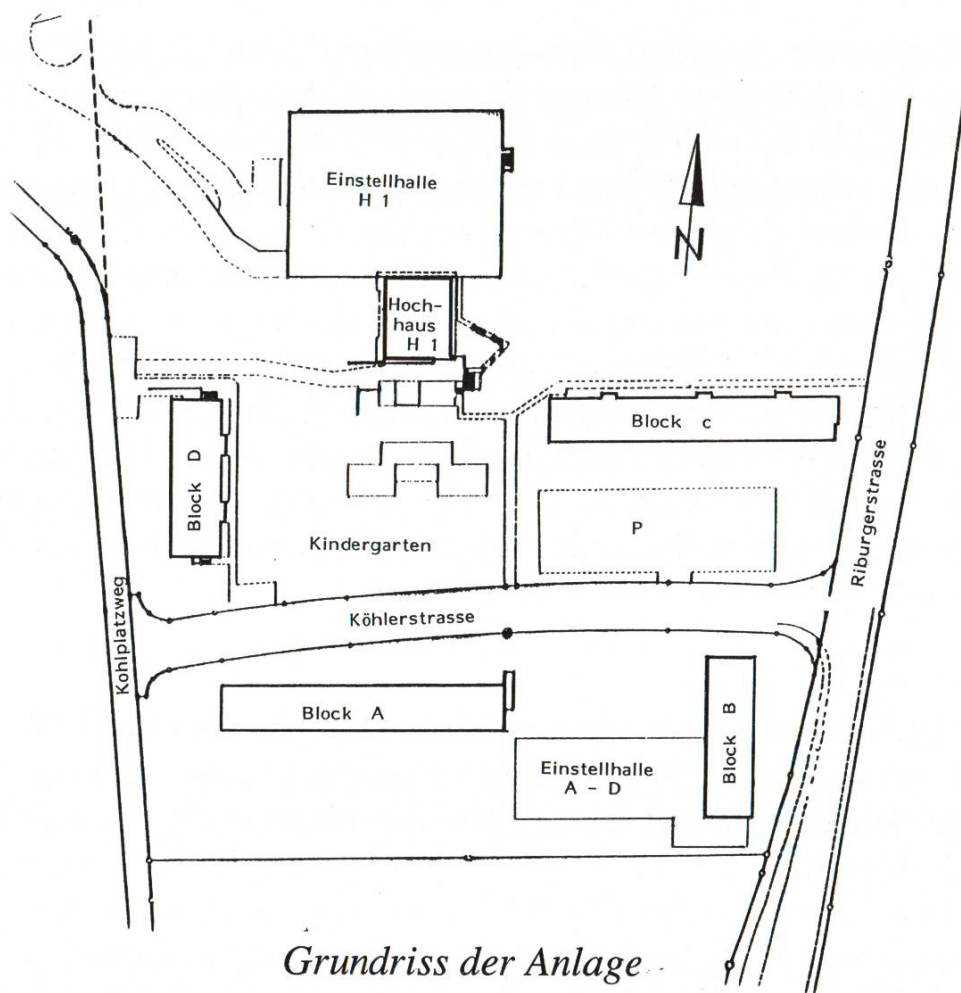 Einstellhalle
H 1
N
Hoch-
haus
H 1
Block D
Block c
P
Kindergarten
Riburgerstrasse
Köhlerstrasse
Kohlplatzweg
Block A
Block B
Einstellhalle
A - D
Grundriss der Anlage